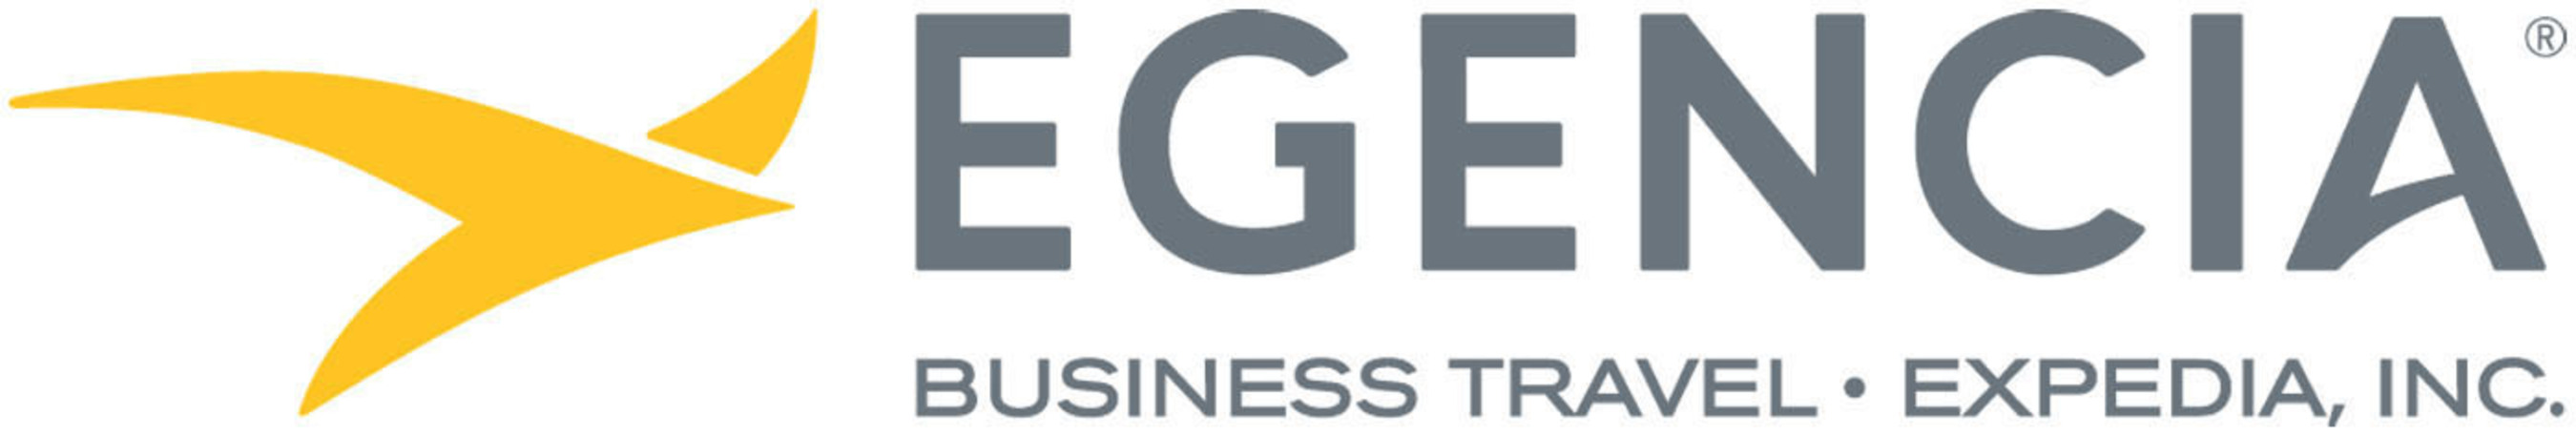 EGENCIA®
BUSINESS TRAVEL • EXPEDIA, INC.